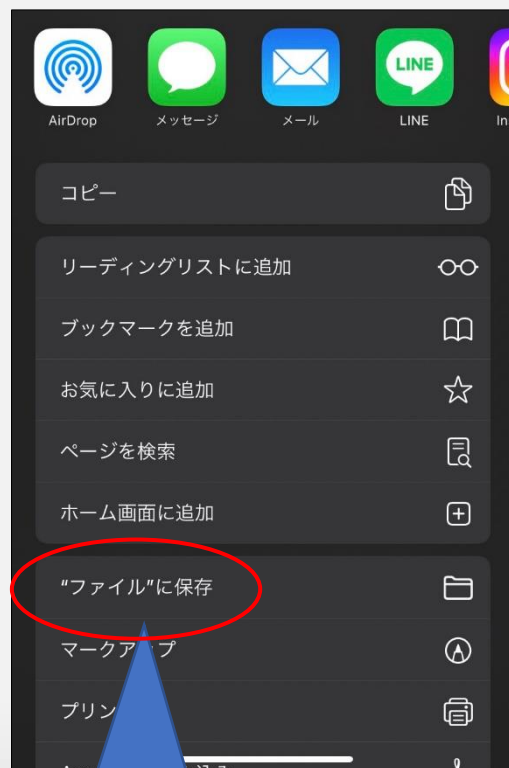 LINE
AirDrop
メッセージ
メール
LINE
In
コピー
リーディングリストに追加
ブックマークを追加
お気に入りに追加
ページを検索
ホーム画面に追加
“ファイル”に保存
マークアップ
プリン